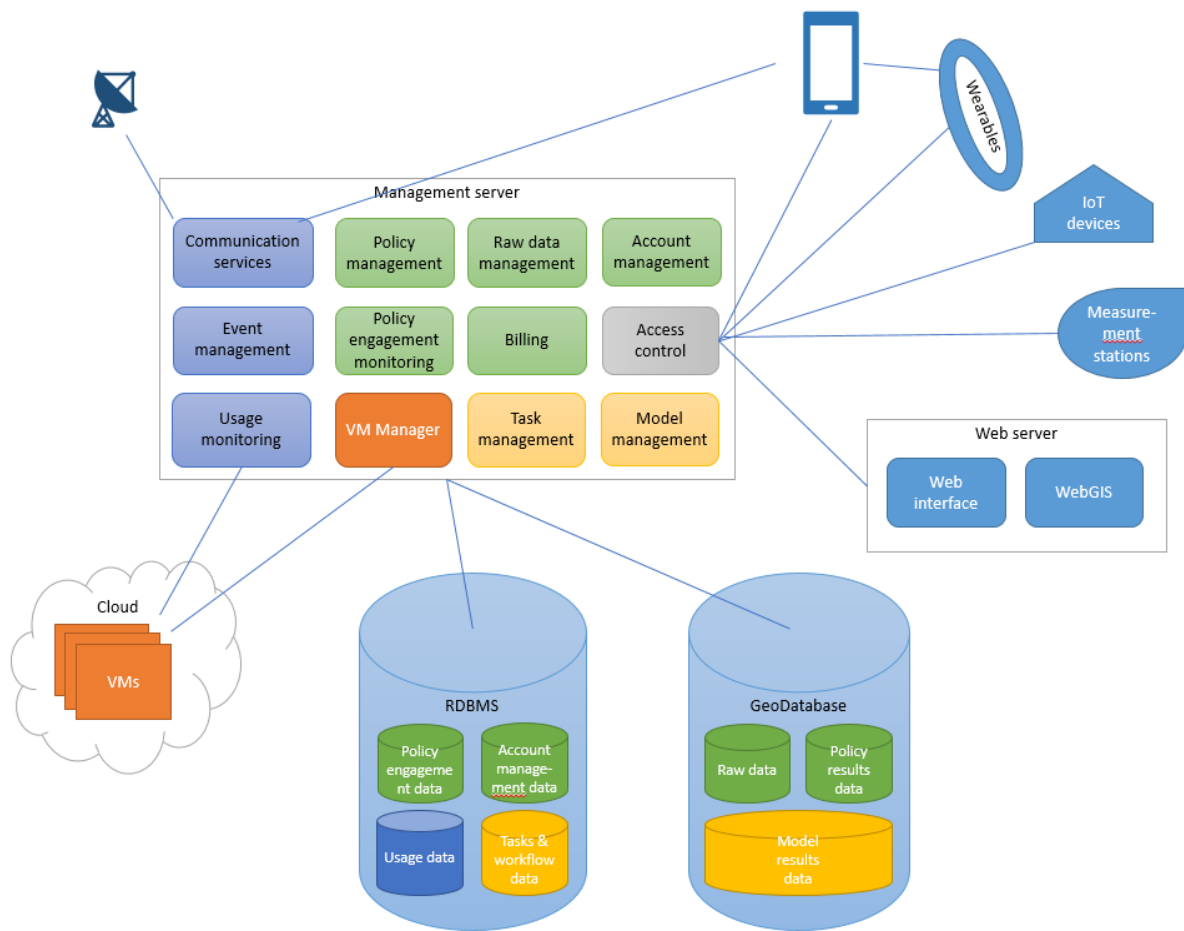 Wearables
Management server
IoT
devices
Communication
services
Policy
management
Raw data
management
Account
management
Event
management
Policy
engagement
monitoring
Billing
Access
control
Measure-
ment
stations
Usage
monitoring
VM Manager
Task
management
Model
management
Web server
Web
interface
WebGIS
Cloud
VMs
RDBMS
Policy
engageme
nt data
Account
manage-
ment data
Usage data
Tasks &
workflow
data
GeoDatabase
Raw data
Policy
results
data
Model
results
data